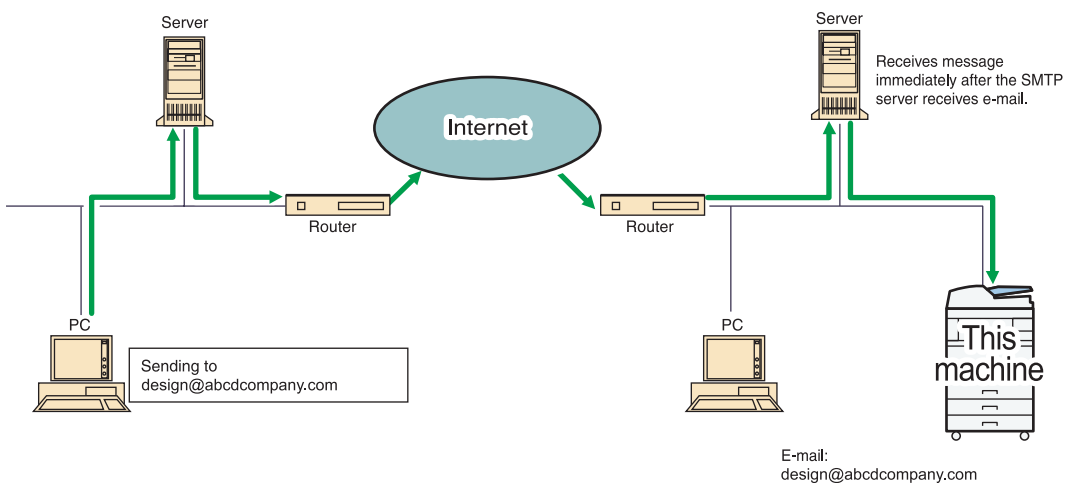 Server
Server
Receives message
immediately after the SMTP
server receives e-mail.
Internet
Router
Router
PC
PC
Sending to
design@abcdcompany.com
This
machine
E-mail:
design@abcdcompany.com